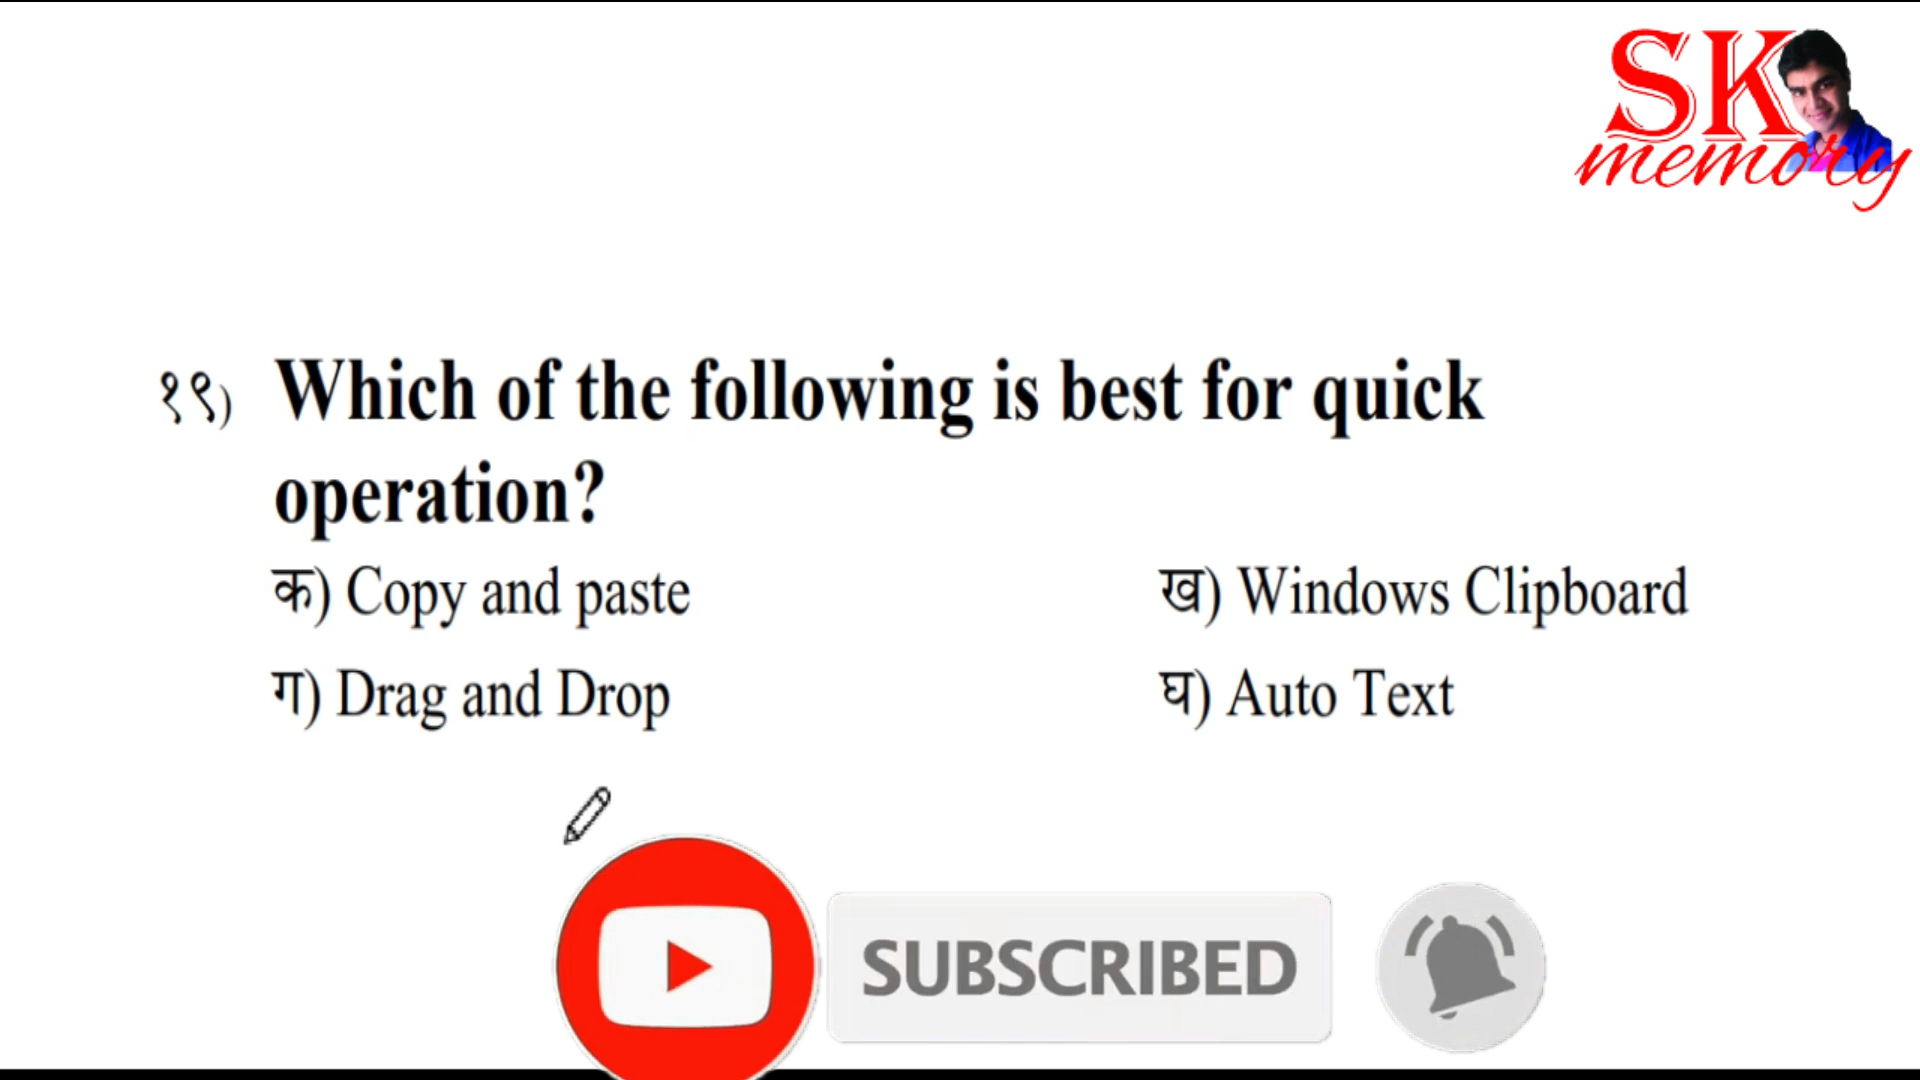 SK
memory
१९) Which of the following is best for quick
operation?
क) Copy and paste ख) Windows Clipboard
ग) Drag and Drop घ) Auto Text
SUBSCRIBED